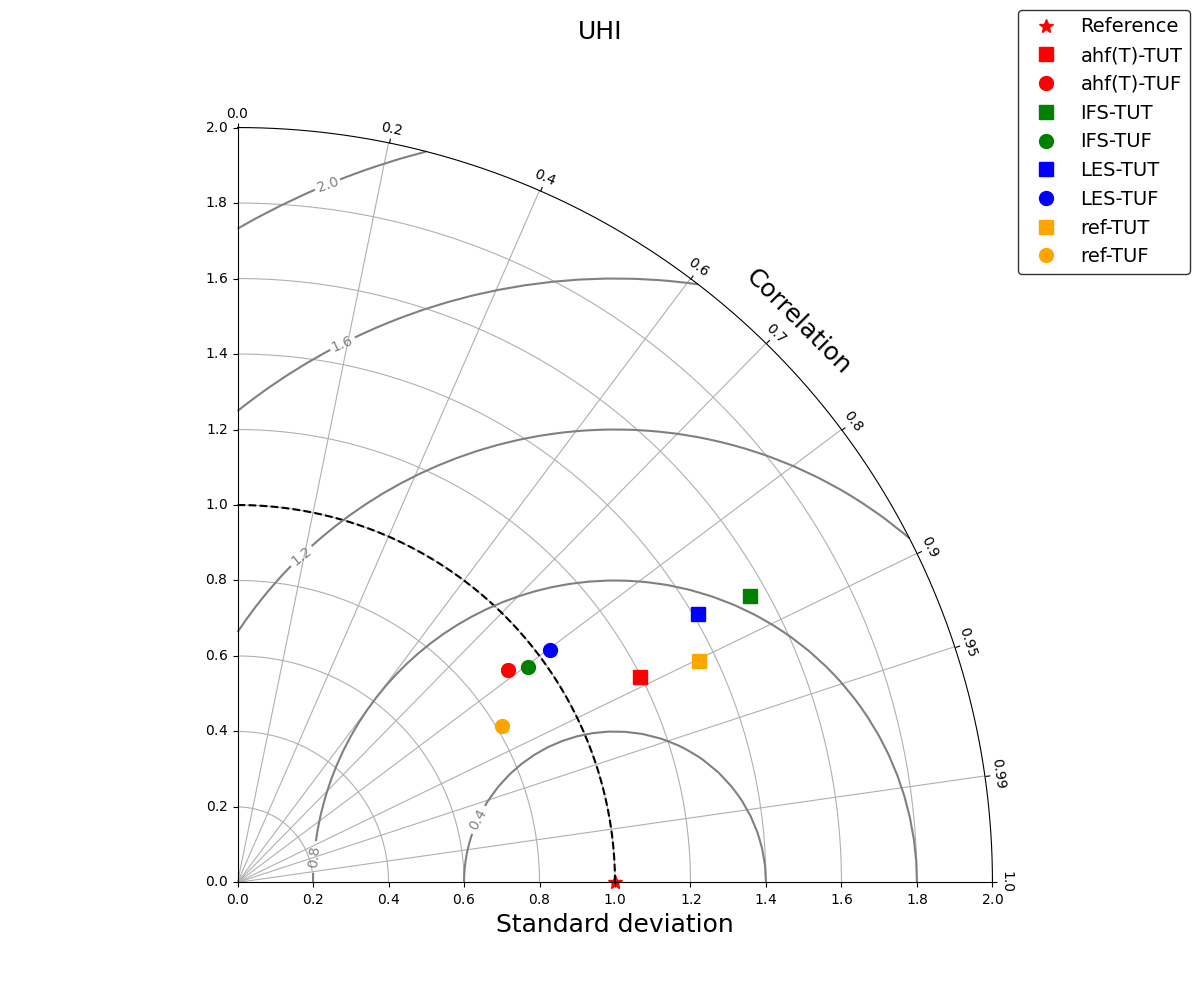 UHI
Reference
ahf(T)-TUT
ahf(T)-TUF
IFS-TUT
IFS-TUF
LES-TUT
LES-TUF
ref-TUT
ref-TUF
0.0
0.2
0.4
0.6
0.7
0.8
0.9
0.95
0.99
1.0
Correlation
2.0
1.8
1.6
1.4
1.2
1.0
0.8
0.6
0.4
0.2
0.0
2.0
1.6
1.2
0.8
0.4
0.0 0.2 0.4 0.6 0.8 1.0 1.2 1.4 1.6 1.8 2.0
Standard deviation